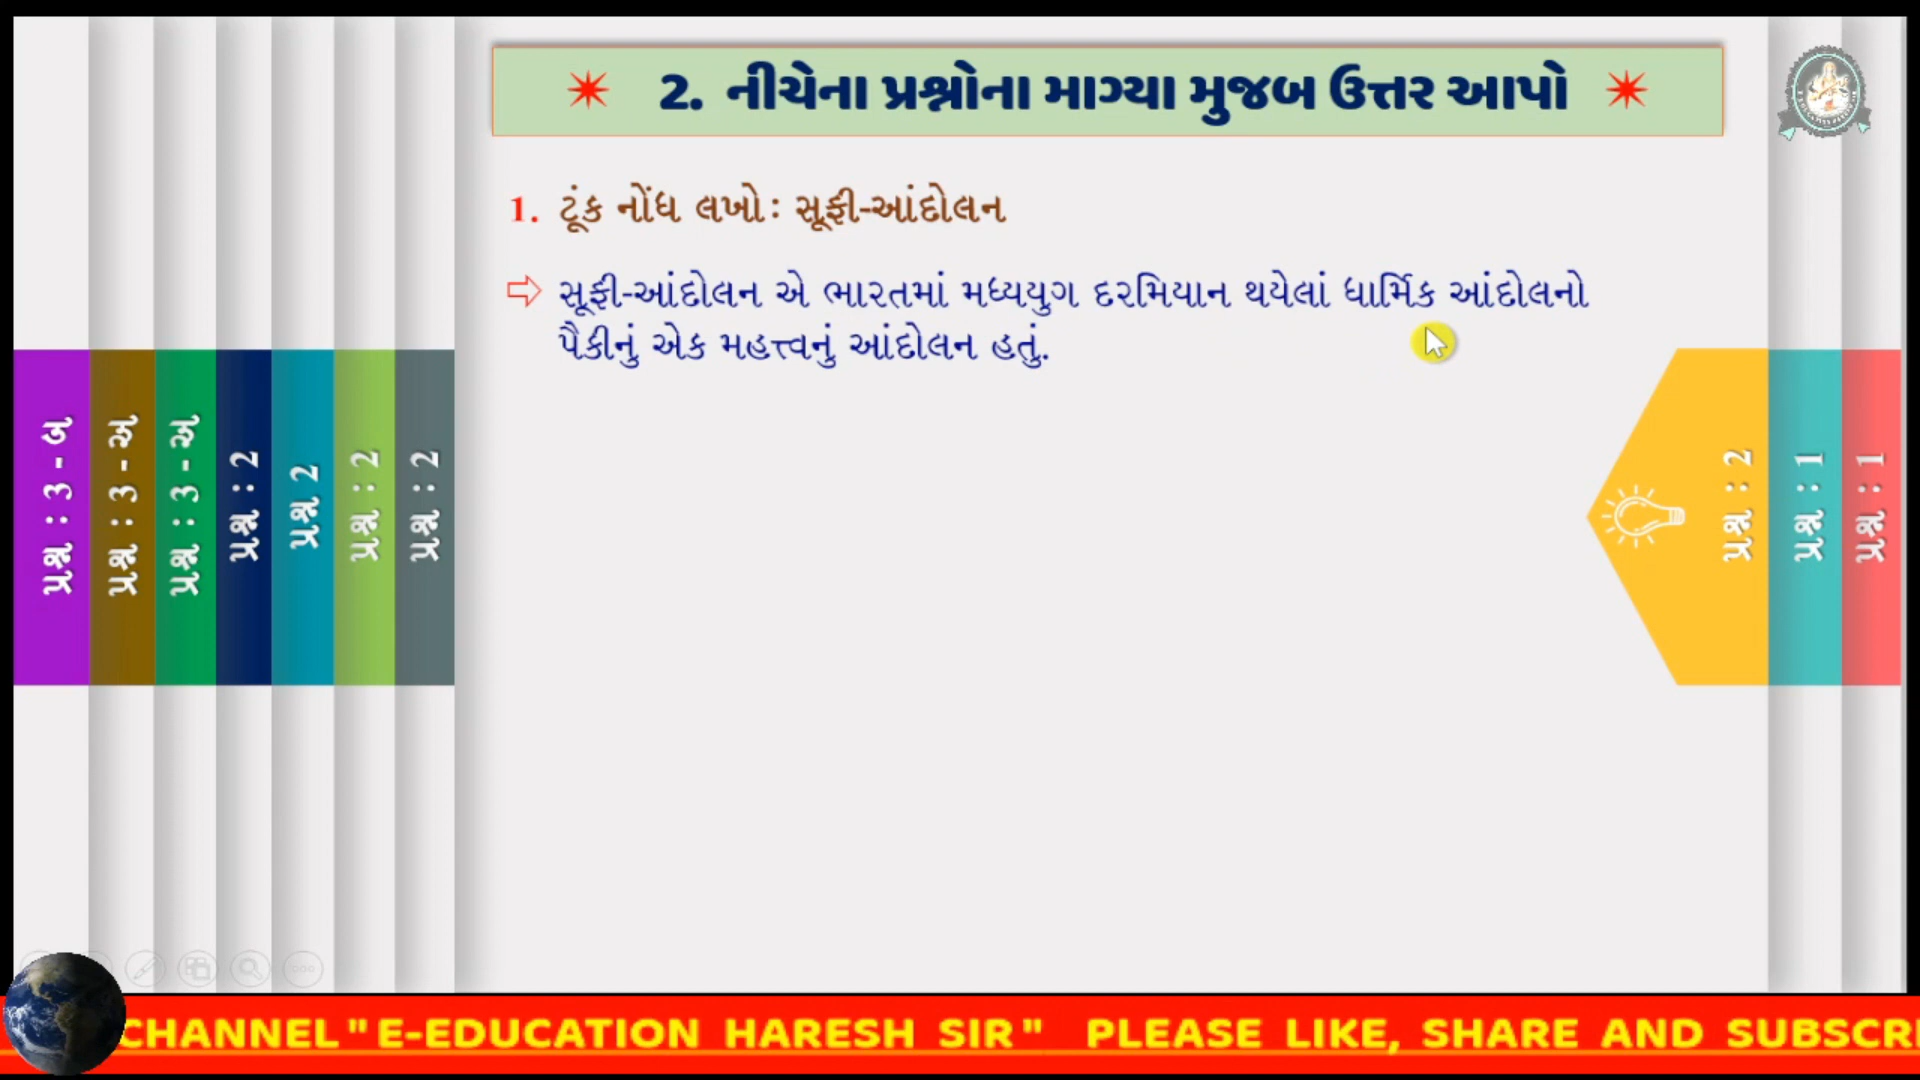 2. નીચેના પ્રશ્નોના માગ્યા મુજબ ઉત્તર આપો
1. ટૂંક નોંધ લખો: સૂફી-આંદોલન
સૂફી-આંદોલન એ ભારતમાં મધ્યયુગ દરમિયાન થયેલાં ધાર્મિક આંદોલનો
પૈકીનું એક મહત્ત્વનું આંદોલન હતું.
પ્રશ્ન : 3 - બ
પ્રશ્ન : 3 - અ
પ્રશ્ન : 3 - અ
પ્રશ્ન : 2
પ્રશ્ન 2
પ્રશ્ન : 2
પ્રશ્ન : 2
પ્રશ્ન : 2
પ્રશ્ન : 1
પ્રશ્ન : 1
CHANNEL "E-EDUCATION HARESH SIR" PLEASE LIKE, SHARE AND SUBSCRI